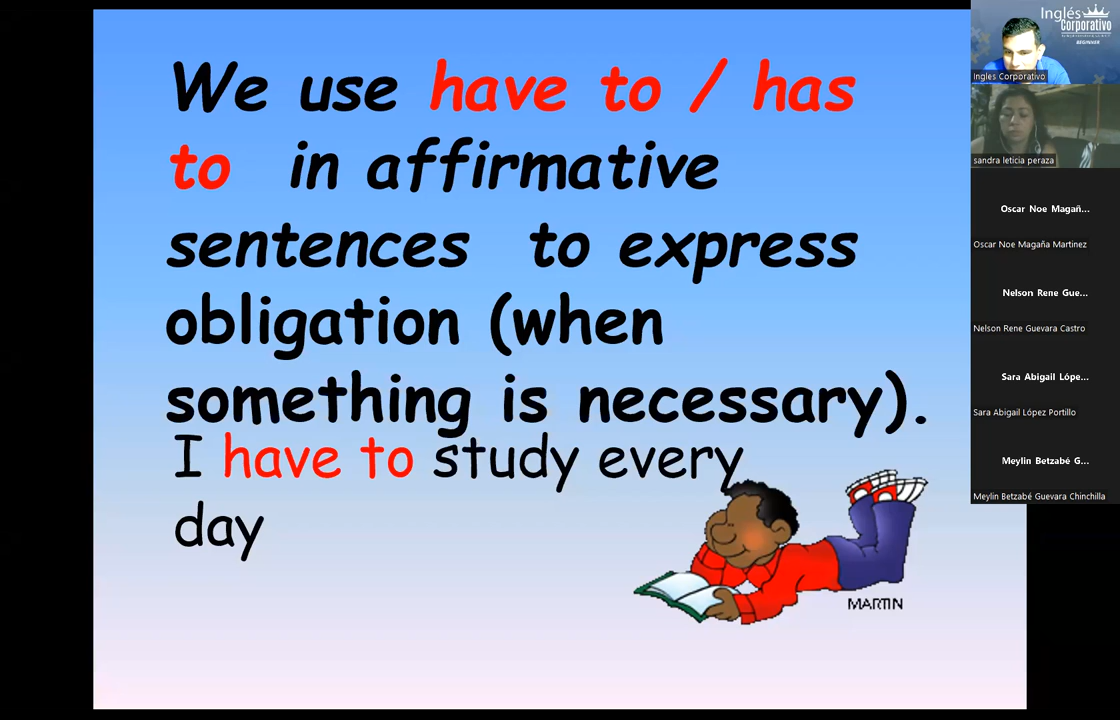 We use have to / has
to in affirmative
sentences to express
obligation (when
something is necessary).
I have to study every
day
MARTIN
Inglés
Corporativo
BEGINNER
Ingles Corporativo
sandra leticia peraza
Oscar Noe Magañ...
Oscar Noe Magaña Martinez
Nelson Rene Gue...
Nelson Rene Guevara Castro
Sara Abigail Lópe...
Sara Abigail López Portillo
Meylin Betzabé G...
Meylin Betzabé Guevara Chinchilla